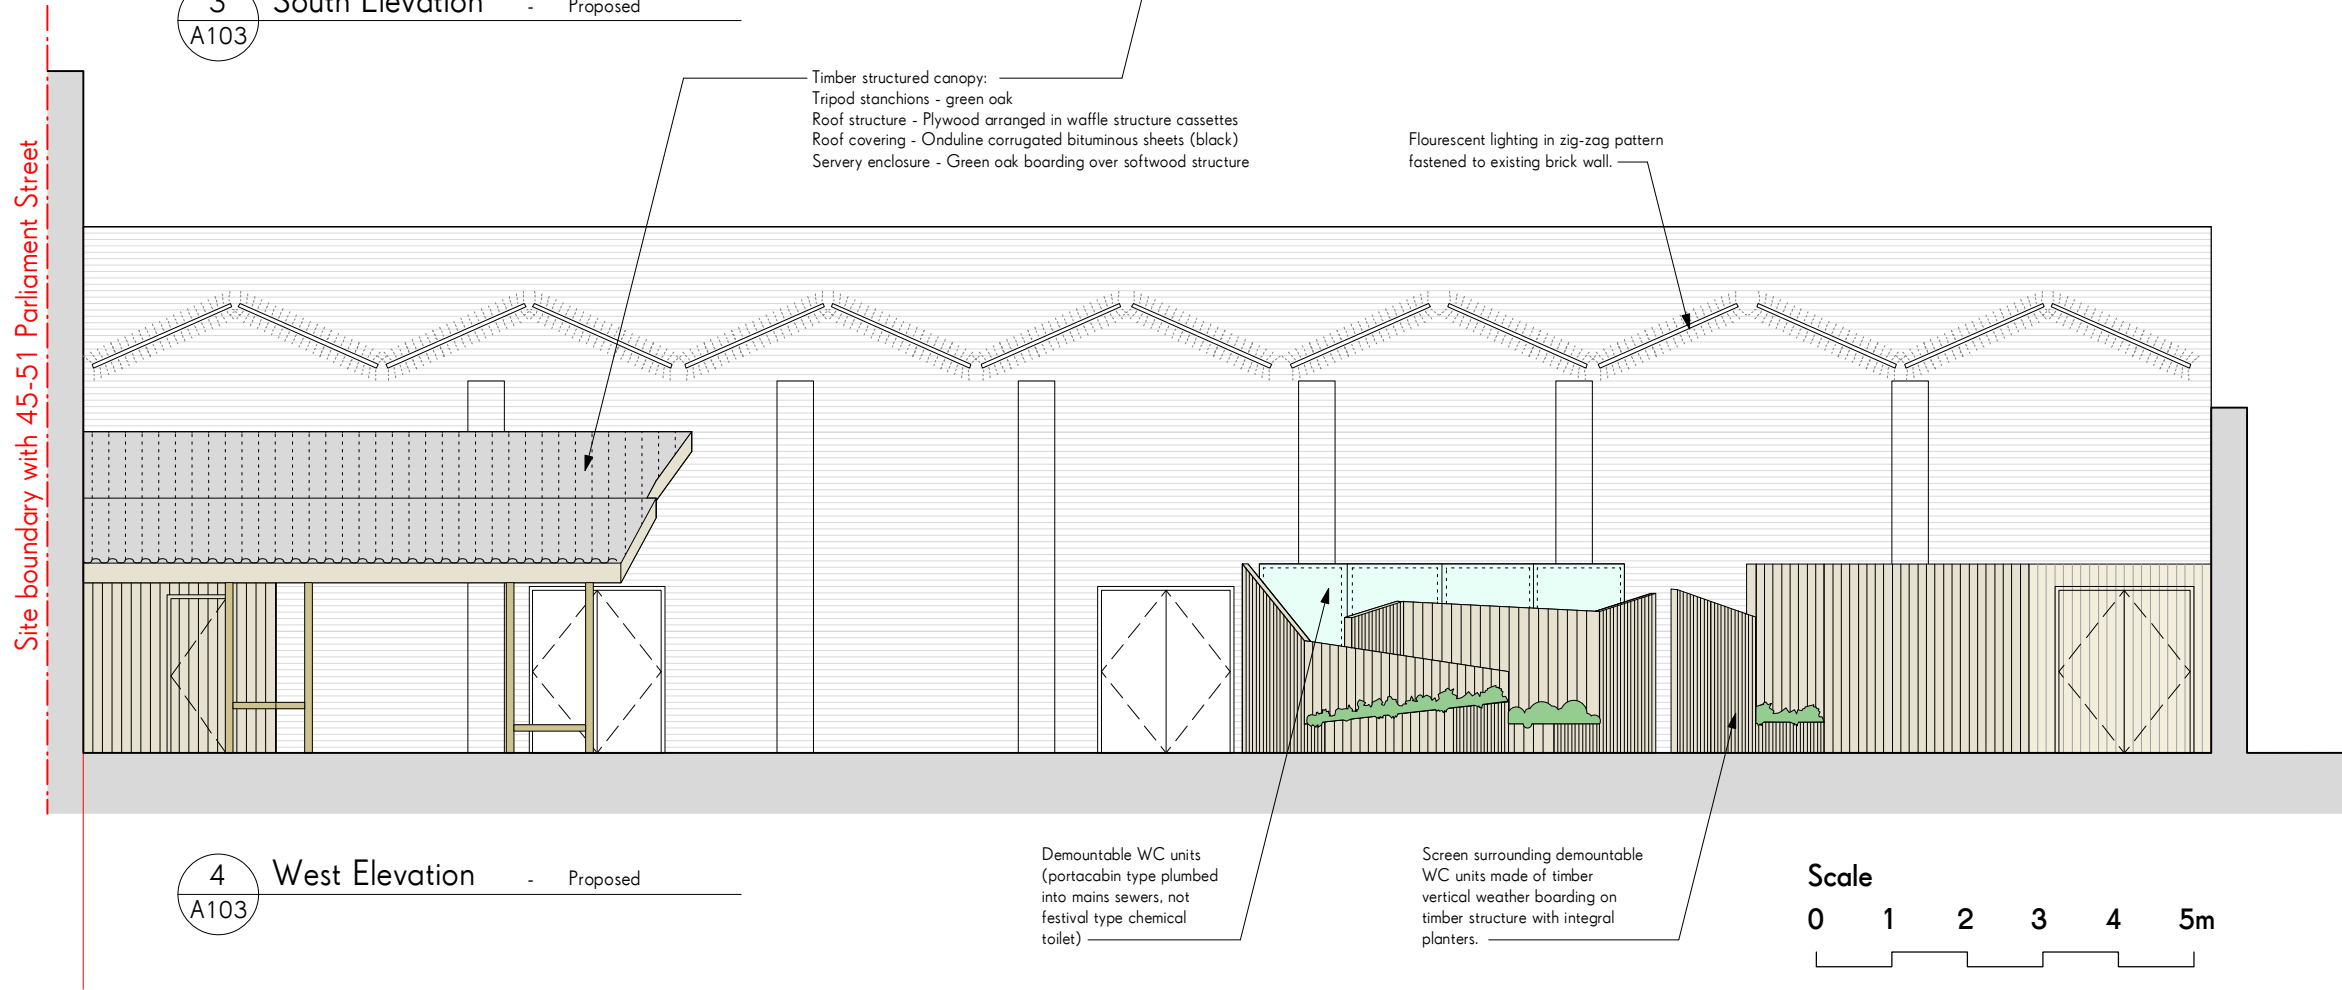 3
South Elevation - Proposed
A103
Timber structured canopy:
Tripod stanchions - green oak
Roof structure - Plywood arranged in waffle structure cassettes
Roof covering - Onduline corrugated bituminous sheets (black)
Servery enclosure - Green oak boarding over softwood structure
Flourescent lighting in zig-zag pattern
fastened to existing brick wall.
Site boundary with 45-51 Parliament Street
4
West Elevation - Proposed
A103
Demountable WC units
(portacabin type plumbed
into mains sewers, not
festival type chemical
toilet)
Screen surrounding demountable
WC units made of timber
vertical weather boarding on
timber structure with integral
planters.
Scale
0 1 2 3 4 5m